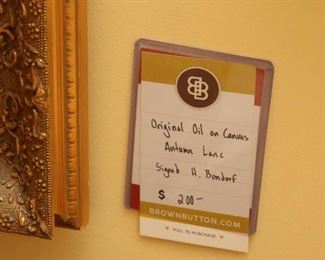 Original Oil on Canvas
Autumn Lane
Signed H. Bondorf
$ 200-
BROWNBUTTON.COM
PULL TO PURCHASE